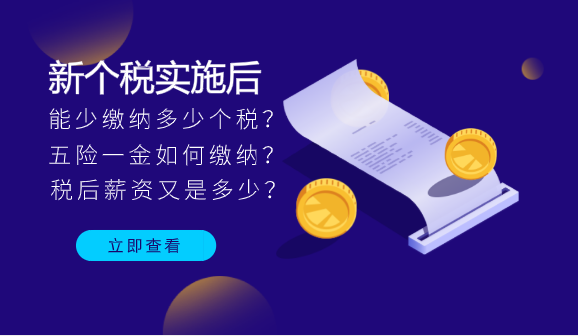 新个税实施后
能少缴纳多少个税？
五险一金如何缴纳？
税后薪资又是多少？
立即查看